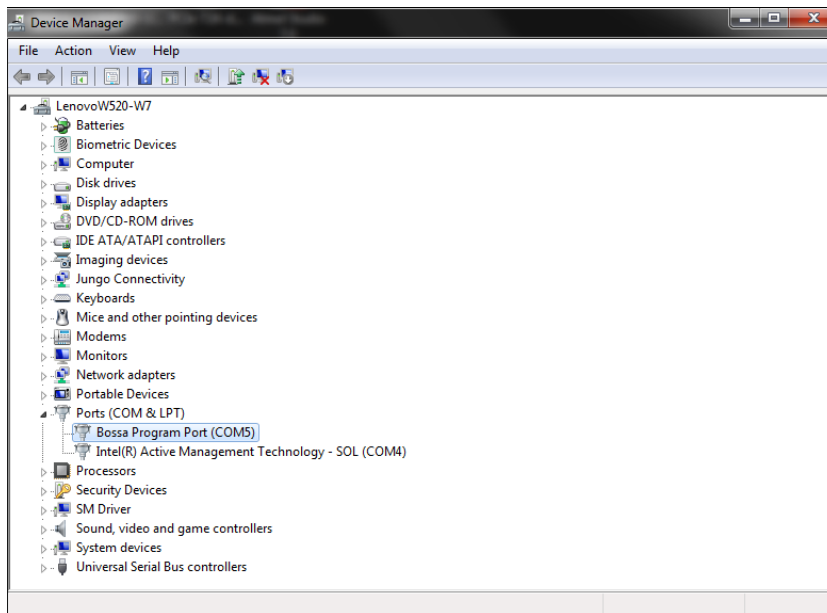 Device Manager
File Action View Help
LenovoW520-W7
Batteries
Biometric Devices
Computer
Disk drives
Display adapters
DVD/CD-ROM drives
IDE ATA/ATAPI controllers
Imaging devices
Jungo Connectivity
Keyboards
Mice and other pointing devices
Modems
Monitors
Network adapters
Portable Devices
Ports (COM & LPT)
Bossa Program Port (COM5)
Intel(R) Active Management Technology - SOL (COM4)
Processors
Security Devices
SM Driver
Sound, video and game controllers
System devices
Universal Serial Bus controllers